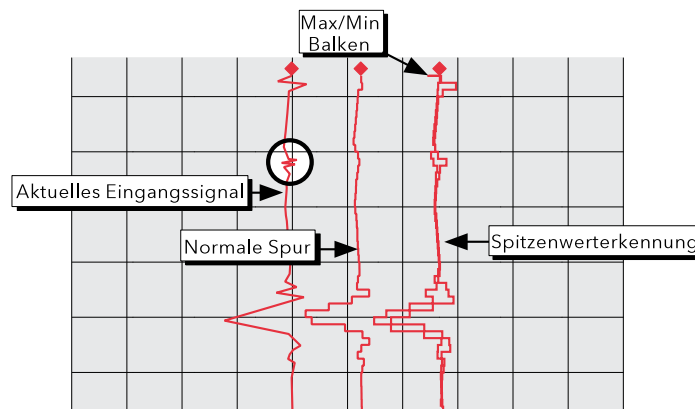 Max/Min
Balken
Aktuelles Eingangssignal
Normale Spur
Spitzenwerterkennung